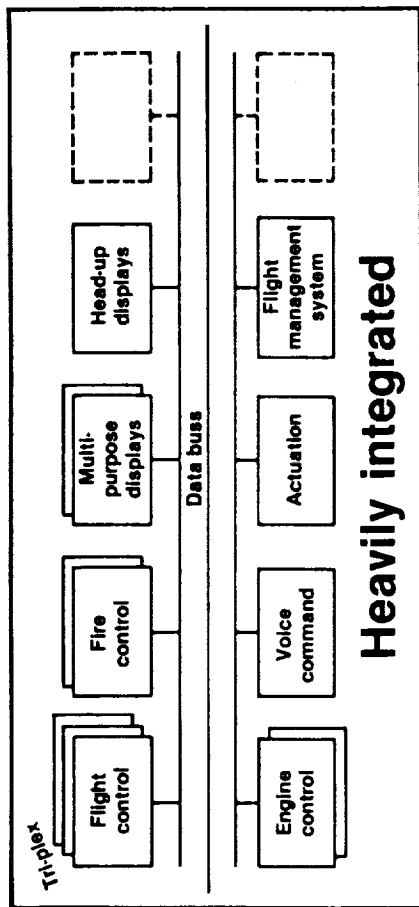 Tri-plex
Flight
control
Fire
control
Multi-
purpose
displays
Head-up
displays
Data buss
Engine
control
Voice
command
Actuation
Flight
management
system
Heavily integrated